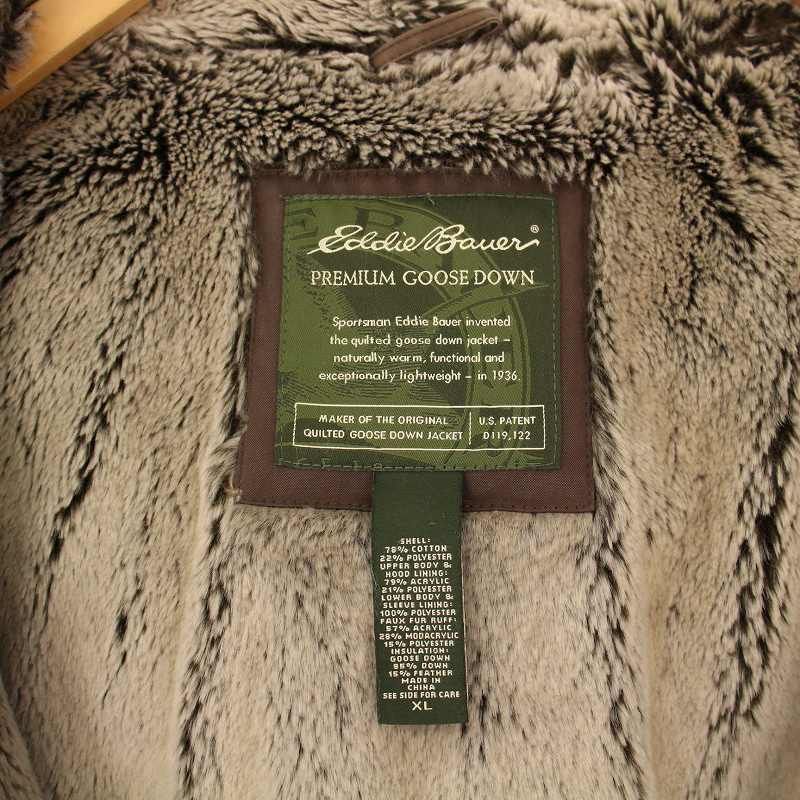 Eddie Bauer®
PREMIUM GOOSE DOWN
Sportsman Eddie Bauer invented
the quilted goose down jacket –
naturally warm, functional and
exceptionally lightweight – in 1936.
MAKER OF THE ORIGINAL
QUILTED GOOSE DOWN JACKET
U.S. PATENT
D119,122
SHELL:
78% COTTON
22% POLYESTER
UPPER BODY &
HOOD LINING:
79% ACRYLIC
21% POLYESTER
LOWER BODY &
SLEEVE LINING:
100% POLYESTER
FAUX FUR RUFF:
57% ACRYLIC
28% MODACRYLIC
15% POLYESTER
INSULATION:
GOOSE DOWN
85% DOWN
15% FEATHER
MADE IN
CHINA
SEE SIDE FOR CARE
XL